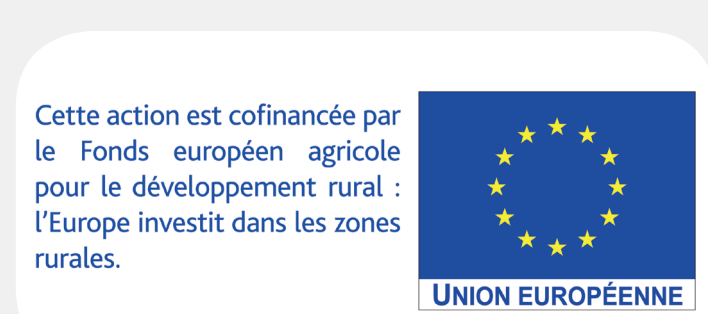 Cette action est cofinancée par
le Fonds européen agricole
pour le développement rural :
l'Europe investit dans les zones
rurales.
UNION EUROPÉENNE